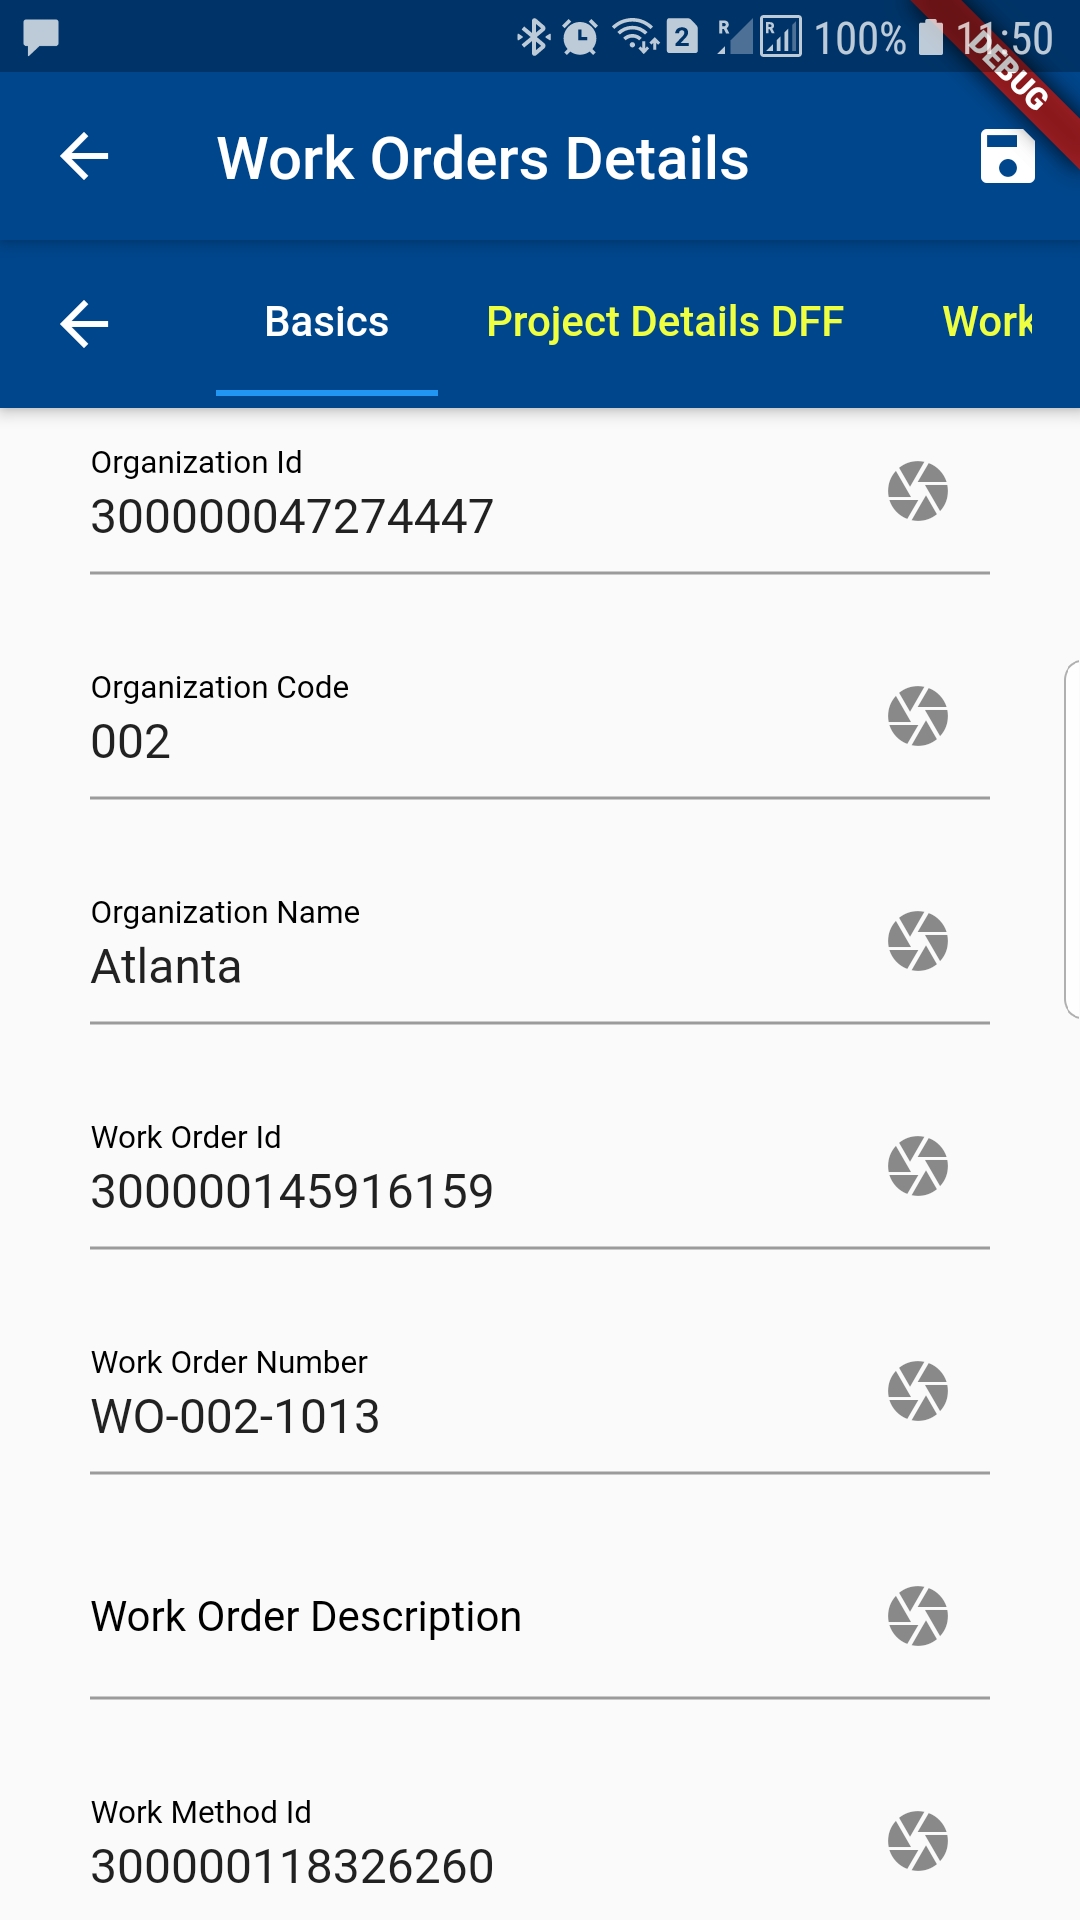 2 R R 100% 11:50
DEBUG
Work Orders Details
Basics Project Details DFF Work
Organization Id
300000047274447
Organization Code
002
Organization Name
Atlanta
Work Order Id
300000145916159
Work Order Number
WO-002-1013
Work Order Description
Work Method Id
300000118326260